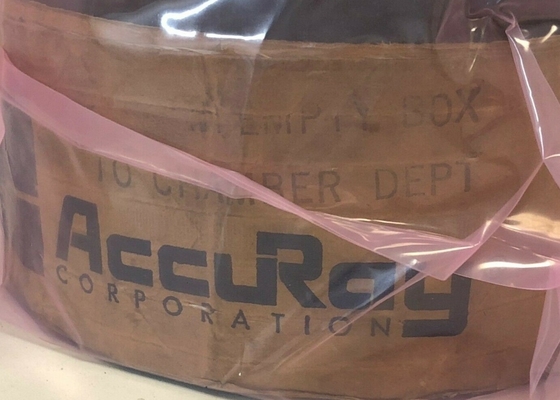 EMPTY BOX
TO CHAMBER DEPT
AccuRay
CORPORATION